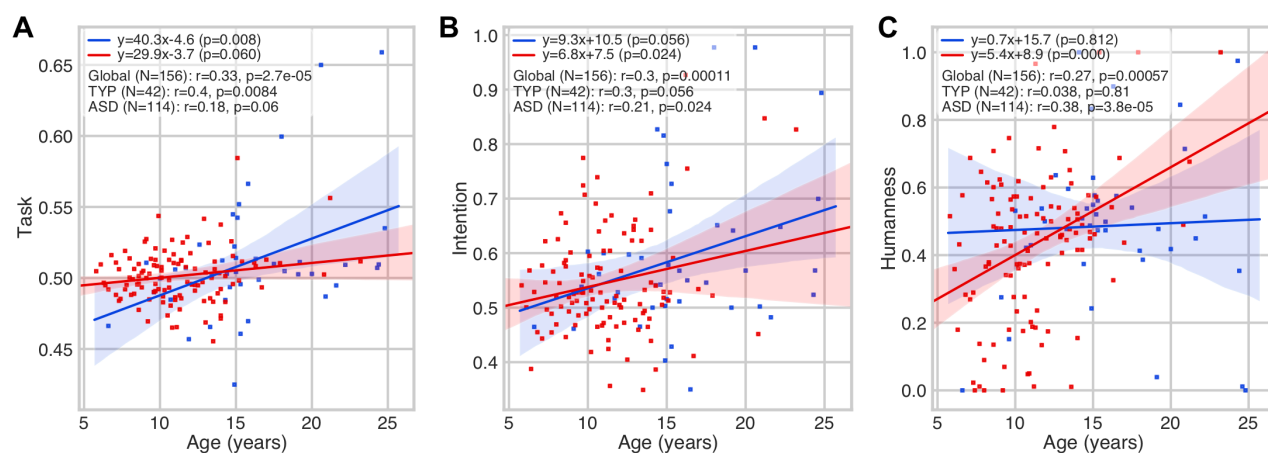 A
y=40.3x-4.6 (p=0.008)
y=29.9x-3.7 (p=0.060)
Global (N=156): r=0.33, p=2.7e-05
TYP (N=42): r=0.4, p=0.0084
ASD (N=114): r=0.18, p=0.06
Task
0.65
0.60
0.55
0.50
0.45
5 10 15 20 25
Age (years)
B
y=9.3x+10.5 (p=0.056)
y=6.8x+7.5 (p=0.024)
Global (N=156): r=0.3, p=0.00011
TYP (N=42): r=0.3, p=0.056
ASD (N=114): r=0.21, p=0.024
Intention
1.0
0.9
0.8
0.7
0.6
0.5
0.4
5 10 15 20 25
Age (years)
C
y=0.7x+15.7 (p=0.812)
y=5.4x+8.9 (p=0.000)
Global (N=156): r=0.27, p=0.00057
TYP (N=42): r=0.038, p=0.81
ASD (N=114): r=0.38, p=3.8e-05
Humanness
1.0
0.8
0.6
0.4
0.2
0.0
5 10 15 20 25
Age (years)